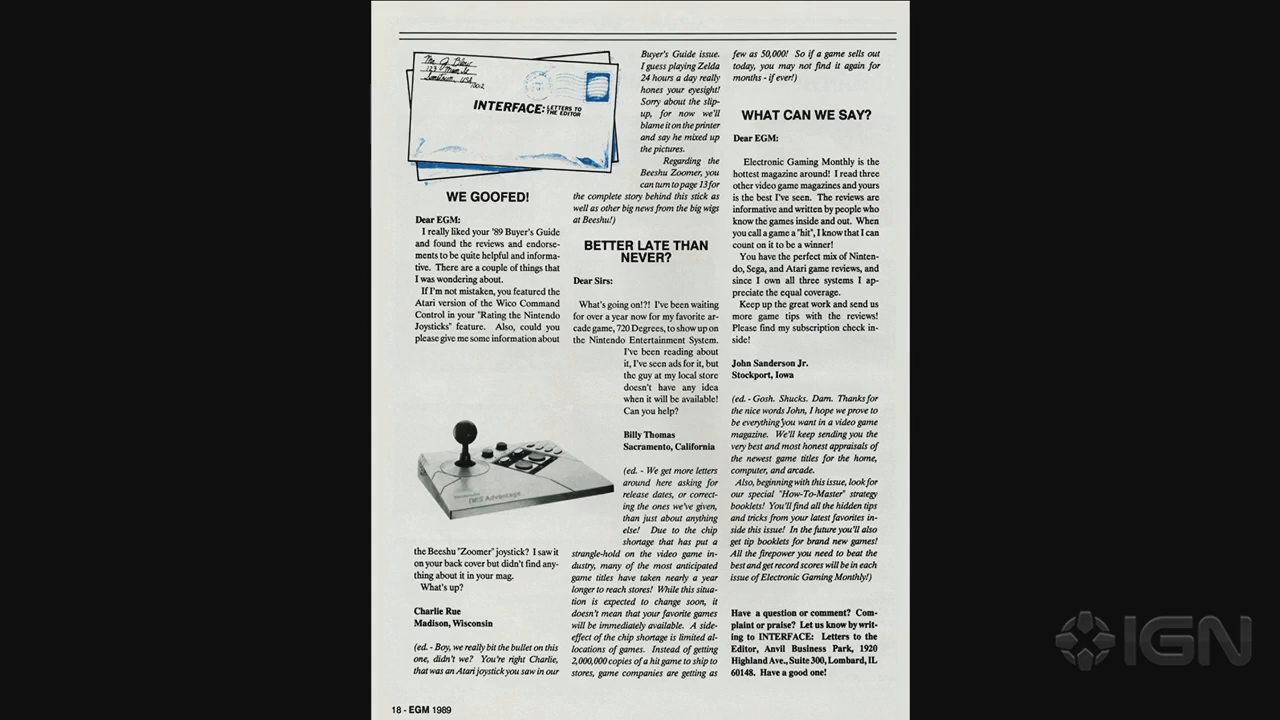 Mr. J. Bloy
123 Main St
Sometown, USA
INTERFACE: LETTERS TO
THE EDITOR
WE GOOFED!
Dear EGM:
I really liked your '89 Buyer's Guide
and found the reviews and endorse-
ments to be quite helpful and informa-
tive. There are a couple of things that
I was wondering about.
If I'm not mistaken, you featured the
Atari version of the Wico Command
Control in your "Rating the Nintendo
Joysticks" feature. Also, could you
please give me some information about
NES Advantage
the Beeshu "Zoomer" joystick? I saw it
on your back cover but didn't find any-
thing about it in your mag.
What's up?
Charlie Rue
Madison, Wisconsin
(ed. - Boy, we really bit the bullet on this
one, didn't we? You're right Charlie,
that was an Atari joystick you saw in our
Buyer's Guide issue.
I guess playing Zelda
24 hours a day really
hones your eyesight!
Sorry about the slip-
up, for now we'll
blame it on the printer
and say he mixed up
the pictures.
Regarding the
Beeshu Zoomer, you
can turn to page 13 for
the complete story behind this stick as
well as other big news from the big wigs
at Beeshu!)
BETTER LATE THAN
NEVER?
Dear Sirs:
What's going on!?! I've been waiting
for over a year now for my favorite ar-
cade game, 720 Degrees, to show up on
the Nintendo Entertainment System.
I've been reading about
it, I've seen ads for it, but
the guy at my local store
doesn't have any idea
when it will be available!
Can you help?
Billy Thomas
Sacramento, California
(ed. - We get more letters
around here asking for
release dates, or correct-
ing the ones we've given,
than just about anything
else! Due to the chip
shortage that has put a
strangle-hold on the video game in-
dustry, many of the most anticipated
game titles have taken nearly a year
longer to reach stores! While this situa-
tion is expected to change soon, it
doesn't mean that your favorite games
will be immediately available. A side-
effect of the chip shortage is limited al-
locations of games. Instead of getting
2,000,000 copies of a hit game to ship to
stores, game companies are getting as
few as 50,000! So if a game sells out
today, you may not find it again for
months - if ever!)
WHAT CAN WE SAY?
Dear EGM:
Electronic Gaming Monthly is the
hottest magazine around! I read three
other video game magazines and yours
is the best I've seen. The reviews are
informative and written by people who
know the games inside and out. When
you call a game a "hit", I know that I can
count on it to be a winner!
You have the perfect mix of Ninten-
do, Sega, and Atari game reviews, and
since I own all three systems I ap-
preciate the equal coverage.
Keep up the great work and send us
more game tips with the reviews!
Please find my subscription check in-
side!
John Sanderson Jr.
Stockport, Iowa
(ed. - Gosh. Shucks. Dam. Thanks for
the nice words John, I hope we prove to
be everything you want in a video game
magazine. We'll keep sending you the
very best and most honest appraisals of
the newest game titles for the home,
computer, and arcade.
Also, beginning with this issue, look for
our special "How-To-Master" strategy
booklets! You'll find all the hidden tips
and tricks from your latest favorites in-
side this issue! In the future you'll also
get tip booklets for brand new games!
All the firepower you need to beat the
best and get record scores will be in each
issue of Electronic Gaming Monthly!)
Have a question or comment? Com-
plaint or praise? Let us know by writ-
ing to INTERFACE: Letters to the
Editor, Anvil Business Park, 1920
Highland Ave., Suite 300, Lombard, IL
60148. Have a good one!
18 - EGM 1989
IGN